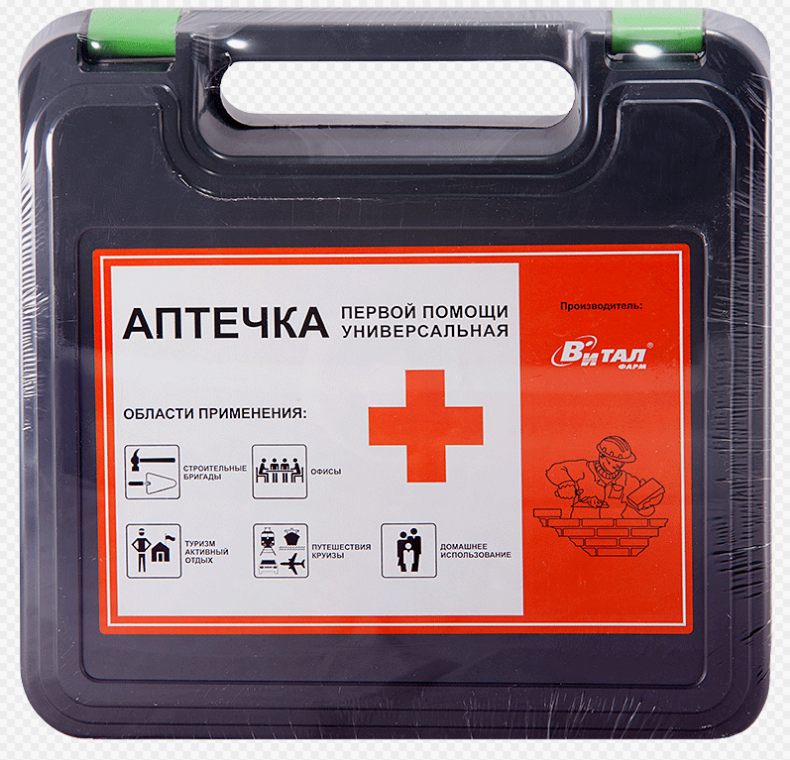 АПТЕЧКА
ПЕРВОЙ ПОМОЩИ
УНИВЕРСАЛЬНАЯ
Производитель:
ВИТАЛ®
ФАРМ
ОБЛАСТИ ПРИМЕНЕНИЯ:
СТРОИТЕЛЬНЫЕ
БРИГАДЫ
ОФИСЫ
ТУРИЗМ
АКТИВНЫЙ
ОТДЫХ
ПУТЕШЕСТВИЯ
КРУИЗЫ
ДОМАШНЕЕ
ИСПОЛЬЗОВАНИЕ